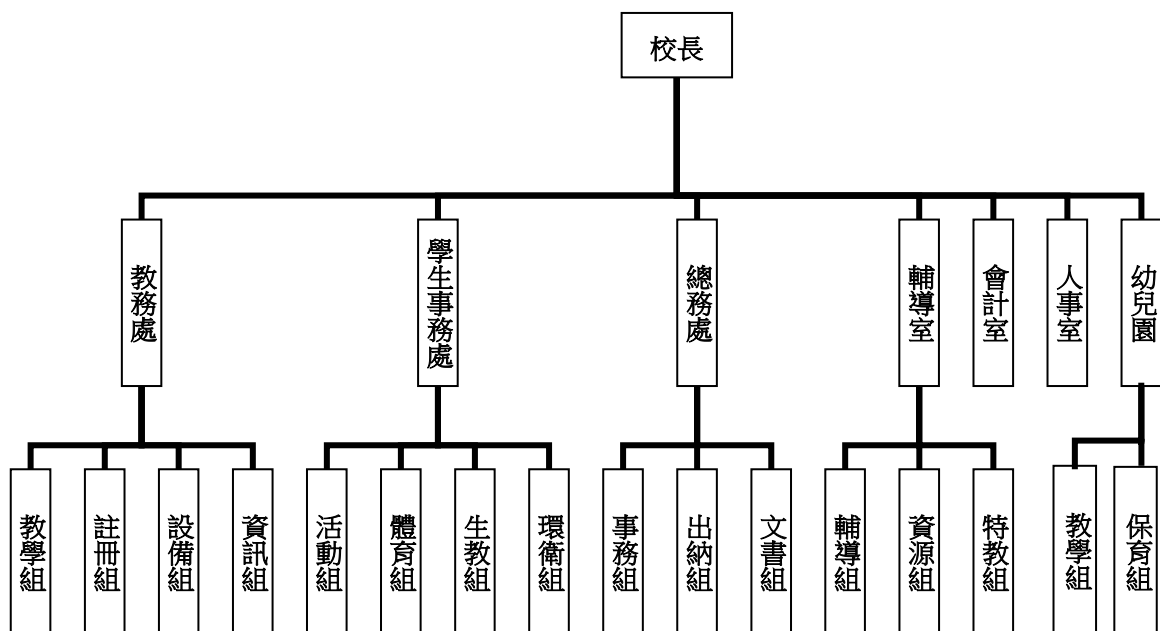 校長
教務處
學生事務處
總務處
輔導室
會計室
人事室
幼兒園
教學組
註冊組
設備組
資訊組
活動組
體育組
生教組
環衛組
事務組
出納組
文書組
輔導組
資源組
特教組
教學組
保育組